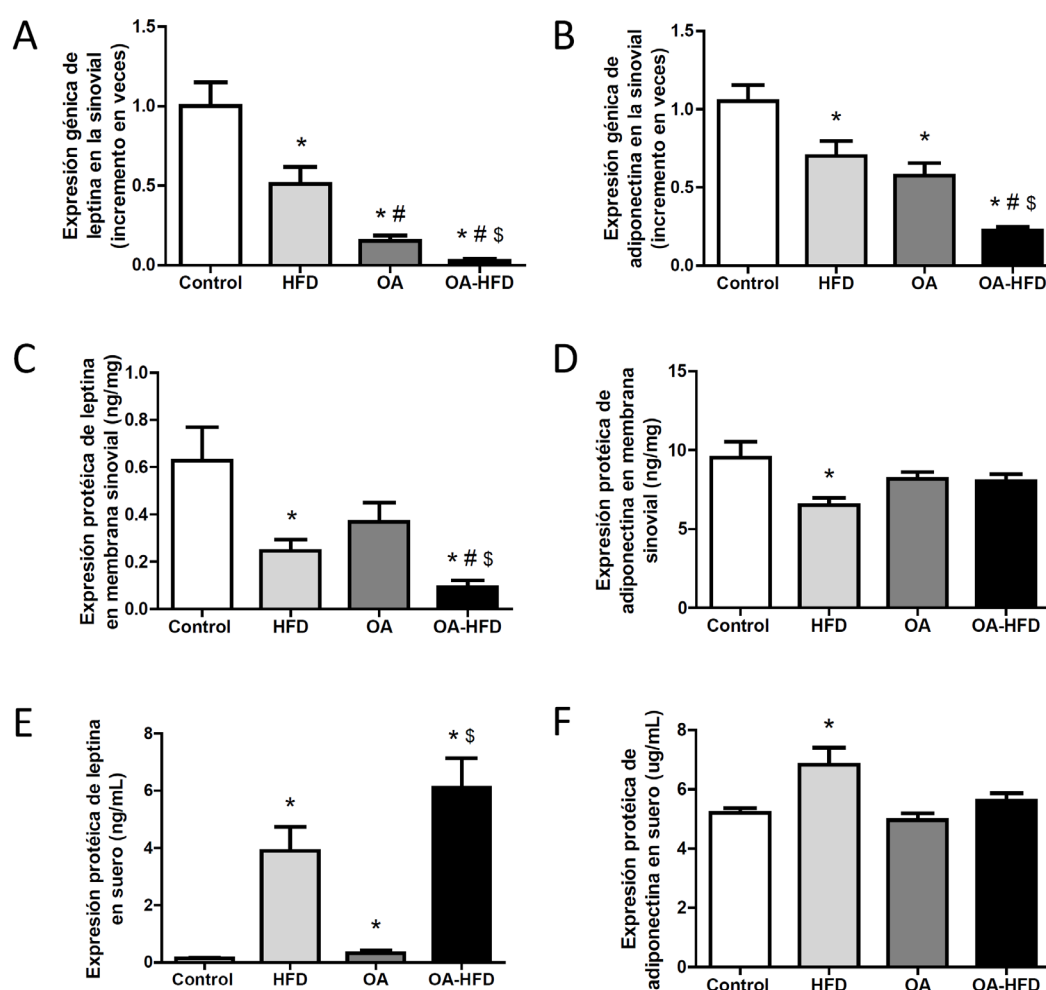 A
Expresión génica de
leptina en la sinovial
(incremento en veces)
1.5
1.0
0.5
0.0
*
* #
* # $
Control HFD OA OA-HFD
B
Expresión génica de
adiponectina en la sinovial
(incremento en veces)
1.5
1.0
0.5
0.0
*
*
* # $
Control HFD OA OA-HFD
C
Expresión protéica de leptina
en membrana sinovial (ng/mg)
1.0
0.8
0.6
0.4
0.2
0.0
*
* # $
Control HFD OA OA-HFD
D
Expresión protéica de
adiponectina en membrana
sinovial (ng/mg)
15
10
5
0
*
Control HFD OA OA-HFD
E
Expresión protéica de leptina
en suero (ng/mL)
8
6
4
2
0
*
*
* $
Control HFD OA OA-HFD
F
Expresión protéica de
adiponectina en suero (ug/mL)
8
6
4
2
0
*
Control HFD OA OA-HFD